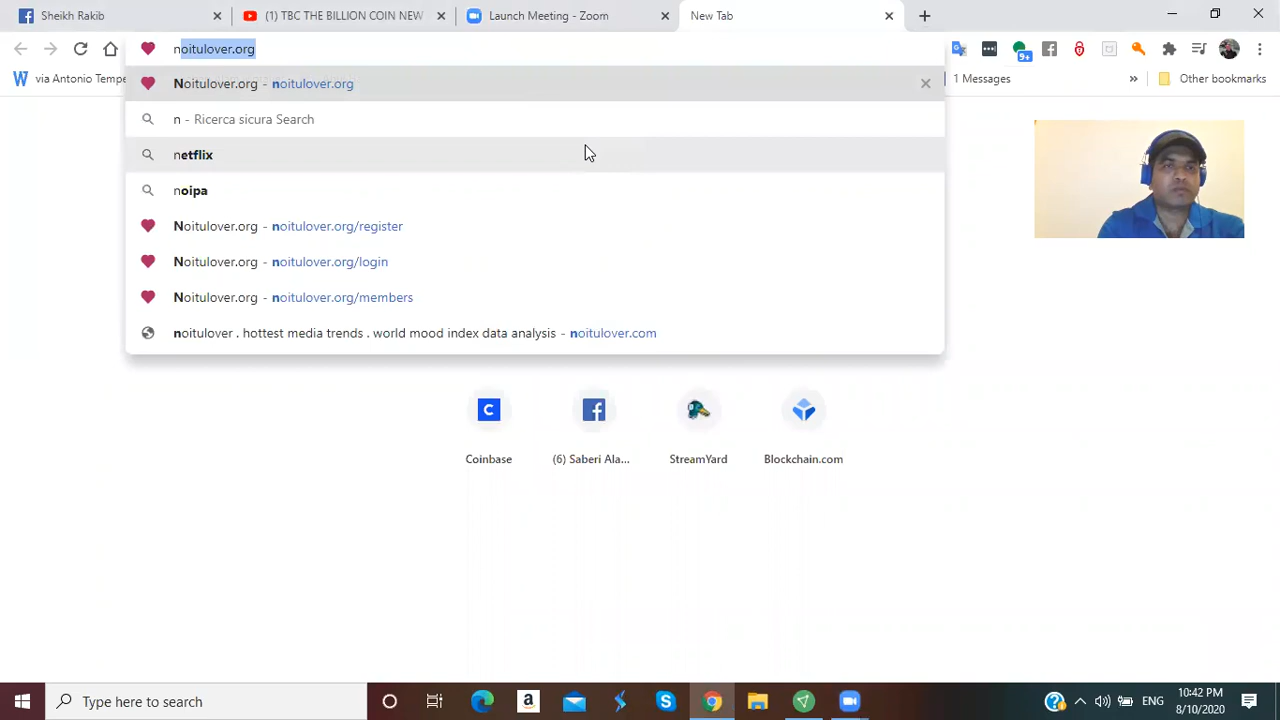 Sheikh Rakib
(1) TBC THE BILLION COIN NEW
Launch Meeting - Zoom
New Tab
noitulover.org
9+
via Antonio Tempe
1 Messages
»
Other bookmarks
Noitulover.org - noitulover.org
n - Ricerca sicura Search
netflix
noipa
Noitulover.org - noitulover.org/register
Noitulover.org - noitulover.org/login
Noitulover.org - noitulover.org/members
noitulover . hottest media trends . world mood index data analysis - noitulover.com
Coinbase
(6) Saberi Ala...
StreamYard
Blockchain.com
Type here to search
ENG
10:42 PM
8/10/2020